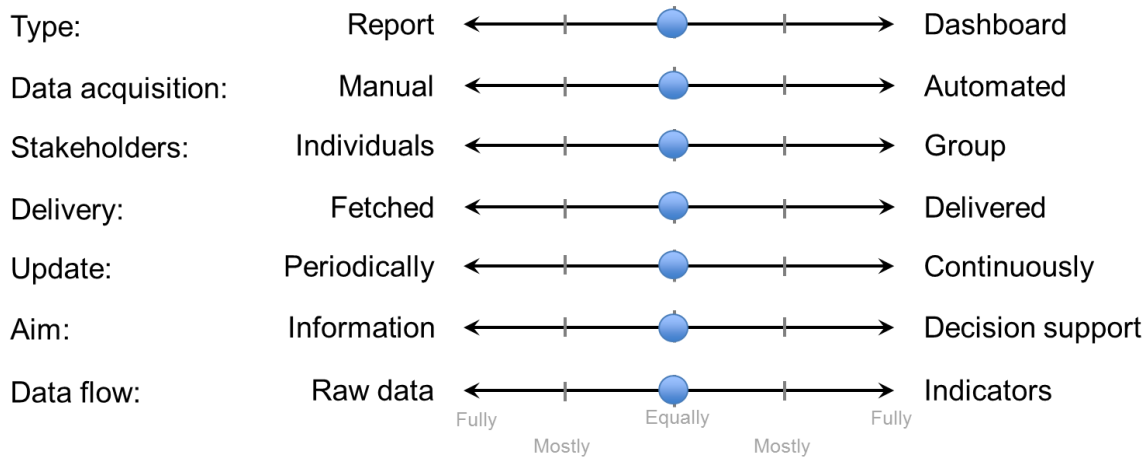 Type: Report Dashboard
Data acquisition: Manual Automated
Stakeholders: Individuals Group
Delivery: Fetched Delivered
Update: Periodically Continuously
Aim: Information Decision support
Data flow: Raw data Indicators
Fully Equally Fully
Mostly Mostly